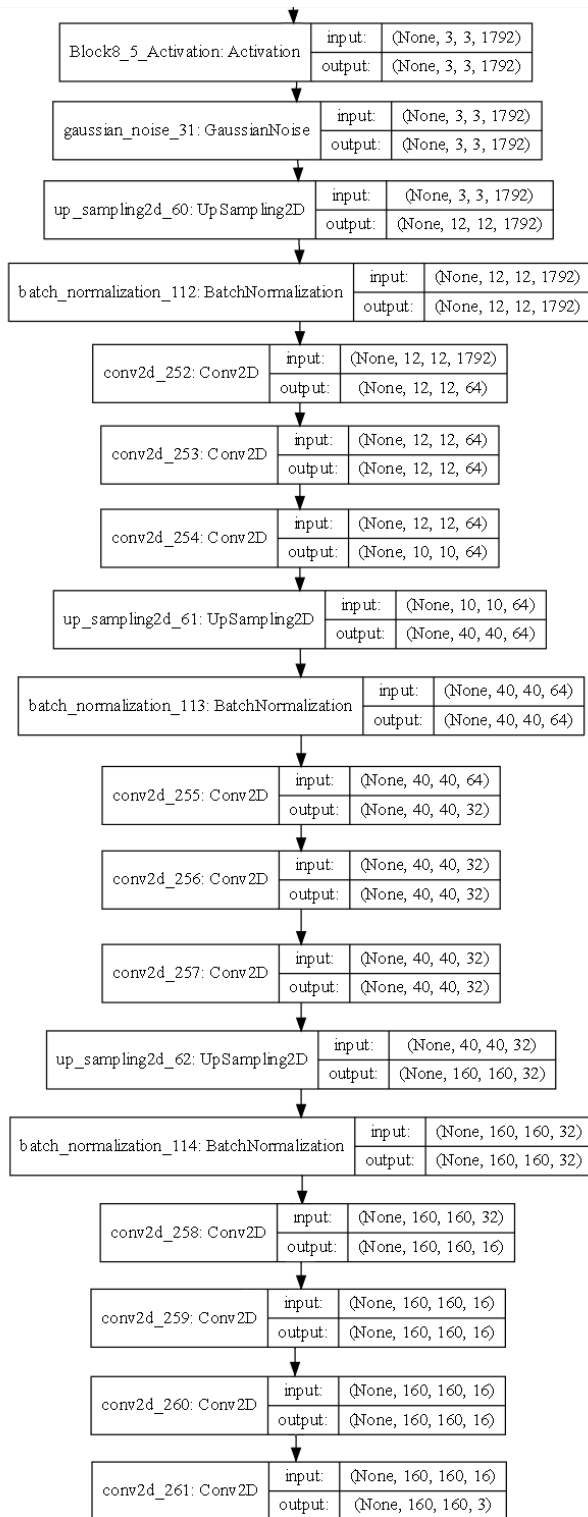 Block8_5_Activation: Activation
input: (None, 3, 3, 1792)
output: (None, 3, 3, 1792)
gaussian_noise_31: GaussianNoise
input: (None, 3, 3, 1792)
output: (None, 3, 3, 1792)
up_sampling2d_60: UpSampling2D
input: (None, 3, 3, 1792)
output: (None, 12, 12, 1792)
batch_normalization_112: BatchNormalization
input: (None, 12, 12, 1792)
output: (None, 12, 12, 1792)
conv2d_252: Conv2D
input: (None, 12, 12, 1792)
output: (None, 12, 12, 64)
conv2d_253: Conv2D
input: (None, 12, 12, 64)
output: (None, 12, 12, 64)
conv2d_254: Conv2D
input: (None, 12, 12, 64)
output: (None, 10, 10, 64)
up_sampling2d_61: UpSampling2D
input: (None, 10, 10, 64)
output: (None, 40, 40, 64)
batch_normalization_113: BatchNormalization
input: (None, 40, 40, 64)
output: (None, 40, 40, 64)
conv2d_255: Conv2D
input: (None, 40, 40, 64)
output: (None, 40, 40, 32)
conv2d_256: Conv2D
input: (None, 40, 40, 32)
output: (None, 40, 40, 32)
conv2d_257: Conv2D
input: (None, 40, 40, 32)
output: (None, 40, 40, 32)
up_sampling2d_62: UpSampling2D
input: (None, 40, 40, 32)
output: (None, 160, 160, 32)
batch_normalization_114: BatchNormalization
input: (None, 160, 160, 32)
output: (None, 160, 160, 32)
conv2d_258: Conv2D
input: (None, 160, 160, 32)
output: (None, 160, 160, 16)
conv2d_259: Conv2D
input: (None, 160, 160, 16)
output: (None, 160, 160, 16)
conv2d_260: Conv2D
input: (None, 160, 160, 16)
output: (None, 160, 160, 16)
conv2d_261: Conv2D
input: (None, 160, 160, 16)
output: (None, 160, 160, 3)